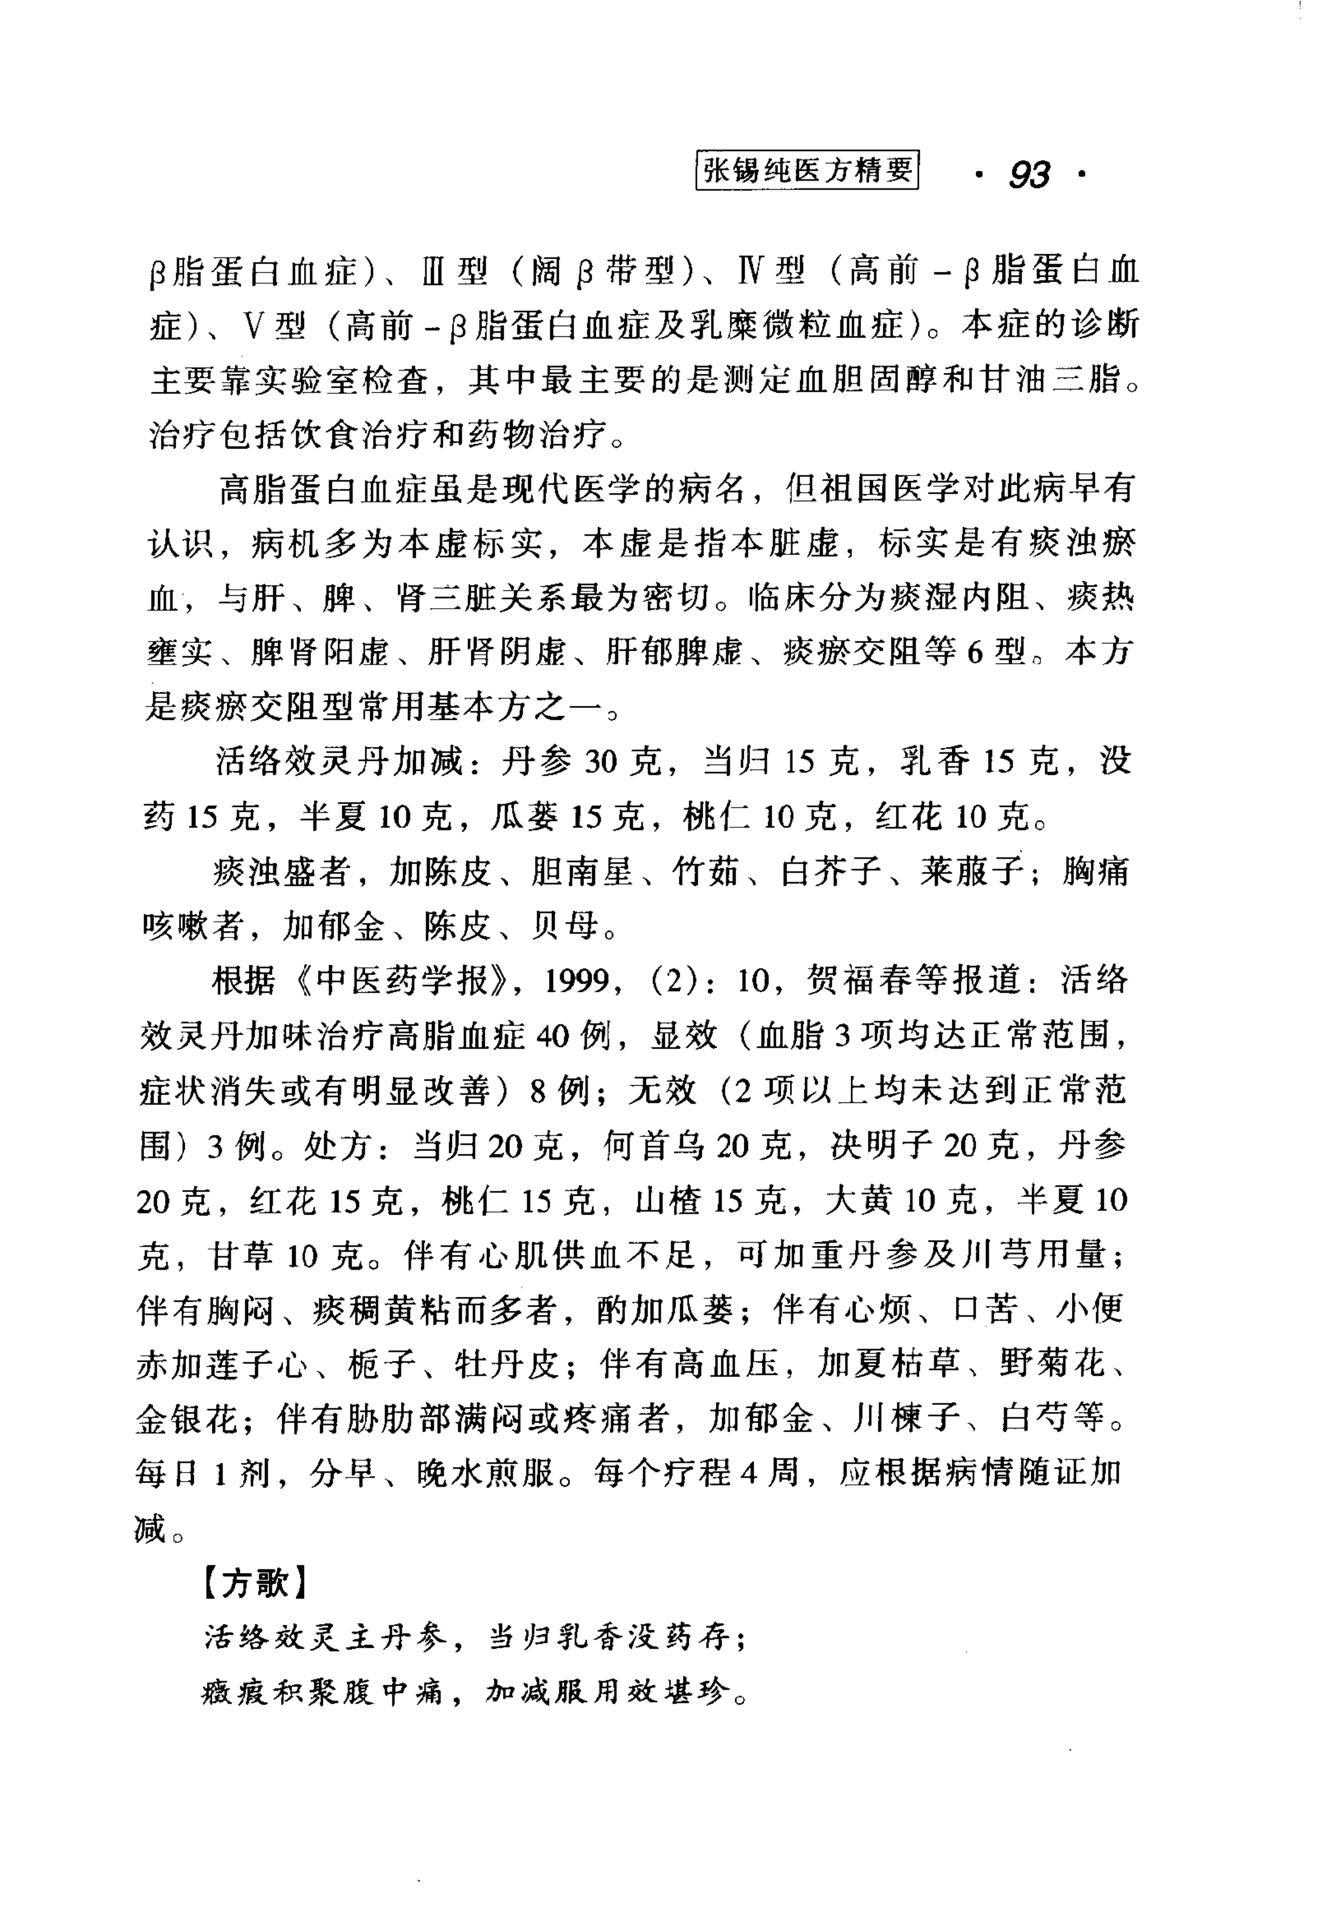 张锡纯医方精要 · 93 ·
β脂蛋白血症）、Ⅲ型（阔β带型）、Ⅳ型（高前－β脂蛋白血
症）、Ⅴ型（高前－β脂蛋白血症及乳糜微粒血症）。本症的诊断
主要靠实验室检查，其中最主要的是测定血胆固醇和甘油三脂。
治疗包括饮食治疗和药物治疗。
高脂蛋白血症虽是现代医学的病名，但祖国医学对此病早有
认识，病机多为本虚标实，本虚是指本脏虚，标实是有痰浊瘀
血，与肝、脾、肾三脏关系最为密切。临床分为痰湿内阻、痰热
壅实、脾肾阳虚、肝肾阴虚、肝郁脾虚、痰瘀交阻等6型。本方
是痰瘀交阻型常用基本方之一。
活络效灵丹加减：丹参30克，当归15克，乳香15克，没
药15克，半夏10克，瓜蒌15克，桃仁10克，红花10克。
痰浊盛者，加陈皮、胆南星、竹茹、白芥子、莱菔子；胸痛
咳嗽者，加郁金、陈皮、贝母。
根据《中医药学报》，1999，（2）：10，贺福春等报道：活络
效灵丹加味治疗高脂血症40例，显效（血脂3项均达正常范围，
症状消失或有明显改善）8例；无效（2项以上均未达到正常范
围）3例。处方：当归20克，何首乌20克，决明子20克，丹参
20克，红花15克，桃仁15克，山楂15克，大黄10克，半夏10
克，甘草10克。伴有心肌供血不足，可加重丹参及川芎用量；
伴有胸闷、痰稠黄粘而多者，酌加瓜蒌；伴有心烦、口苦、小便
赤加莲子心、栀子、牡丹皮；伴有高血压，加夏枯草、野菊花、
金银花；伴有胁肋部满闷或疼痛者，加郁金、川楝子、白芍等。
每日1剂，分早、晚水煎服。每个疗程4周，应根据病情随证加
减。
【方歌】
活络效灵主丹参，当归乳香没药存；
癥瘕积聚腹中痛，加减服用效堪珍。